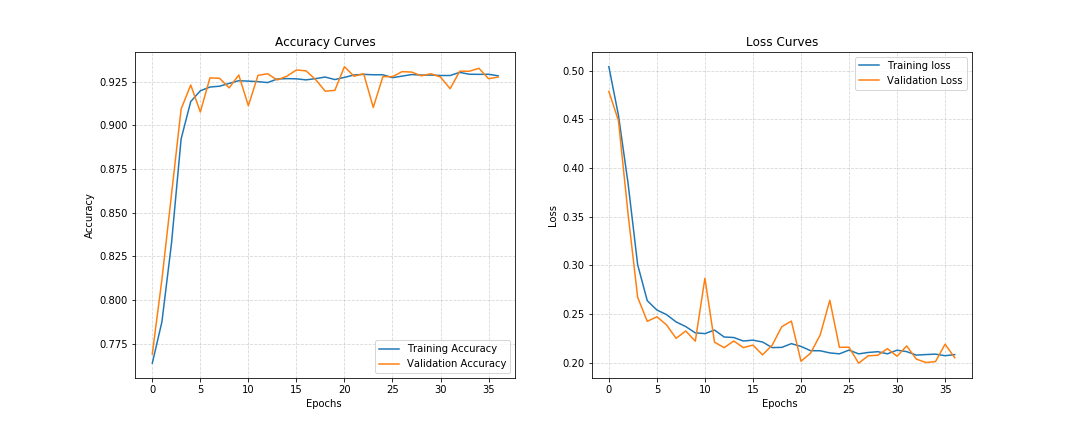 Accuracy Curves
Accuracy
0.925
0.900
0.875
0.850
0.825
0.800
0.775
0 5 10 15 20 25 30 35
Epochs
Training Accuracy
Validation Accuracy
Loss Curves
Loss
0.50
0.45
0.40
0.35
0.30
0.25
0.20
0 5 10 15 20 25 30 35
Epochs
Training loss
Validation Loss